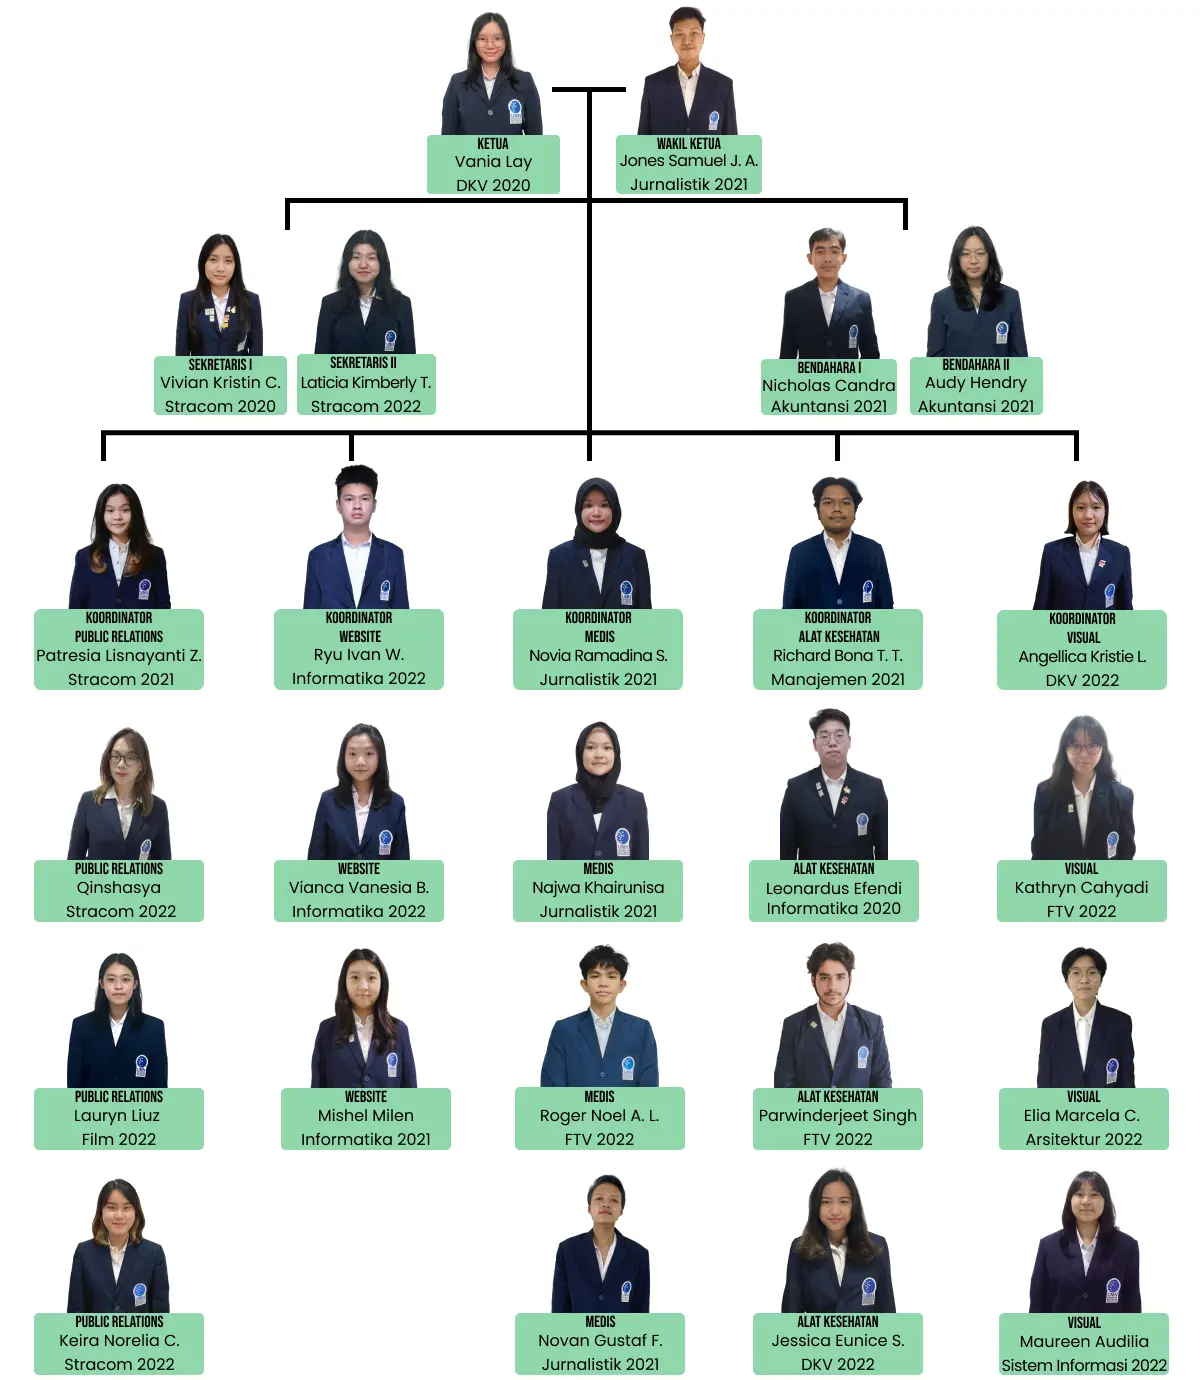 KETUA
Vania Lay
DKV 2020
WAKIL KETUA
Jones Samuel J. A.
Jurnalistik 2021
SEKRETARIS I
Vivian Kristin C.
Stracom 2020
SEKRETARIS II
Laticia Kimberly T.
Stracom 2022
BENDAHARA I
Nicholas Candra
Akuntansi 2021
BENDAHARA II
Audy Hendry
Akuntansi 2021
KOORDINATOR
PUBLIC RELATIONS
Patresia Lisnayanti Z.
Stracom 2021
KOORDINATOR
WEBSITE
Ryu Ivan W.
Informatika 2022
KOORDINATOR
MEDIS
Novia Ramadina S.
Jurnalistik 2021
KOORDINATOR
ALAT KESEHATAN
Richard Bona T. T.
Manajemen 2021
KOORDINATOR
VISUAL
Angellica Kristie L.
DKV 2022
PUBLIC RELATIONS
Qinshasya
Stracom 2022
WEBSITE
Vianca Vanesia B.
Informatika 2022
MEDIS
Najwa Khairunisa
Jurnalistik 2021
ALAT KESEHATAN
Leonardus Efendi
Informatika 2020
VISUAL
Kathryn Cahyadi
FTV 2022
PUBLIC RELATIONS
Lauryn Liuz
Film 2022
WEBSITE
Mishel Milen
Informatika 2021
MEDIS
Roger Noel A. L.
FTV 2022
ALAT KESEHATAN
Parwinderjeet Singh
FTV 2022
VISUAL
Elia Marcela C.
Arsitektur 2022
PUBLIC RELATIONS
Keira Norelia C.
Stracom 2022
MEDIS
Novan Gustaf F.
Jurnalistik 2021
ALAT KESEHATAN
Jessica Eunice S.
DKV 2022
VISUAL
Maureen Audilia
Sistem Informasi 2022